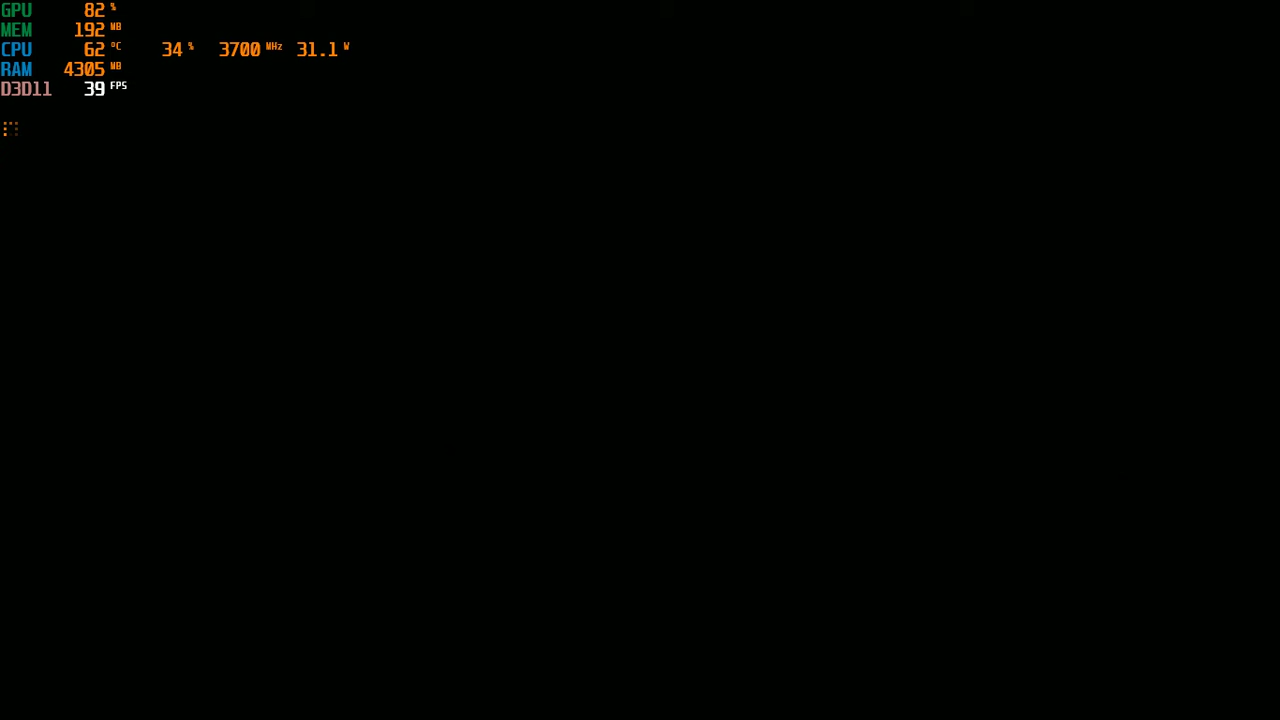 GPU 82 %
MEM 192 MB
CPU 62 °C 34 % 3700 MHz 31.1 W
RAM 4305 MB
D3D11 39 FPS